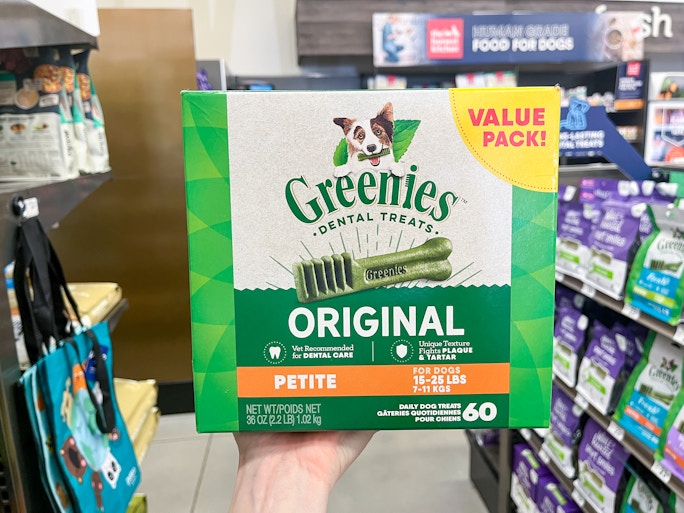 HUMAN GRADE
FOOD FOR DOGS
fresh
VALUE
PACK!
Greenies™
• DENTAL TREATS •
Greenies
ORIGINAL
Vet Recommended
for DENTAL CARE
Unique Texture
Fights PLAQUE
& TARTAR
PETITE
FOR DOGS
15-25 LBS
7-11 KGS
NET WT/POIDS NET
36 OZ (2.2 LB) 1.02 kg
DAILY DOG TREATS
GÂTERIES QUOTIDIENNES
POUR CHIENS
60